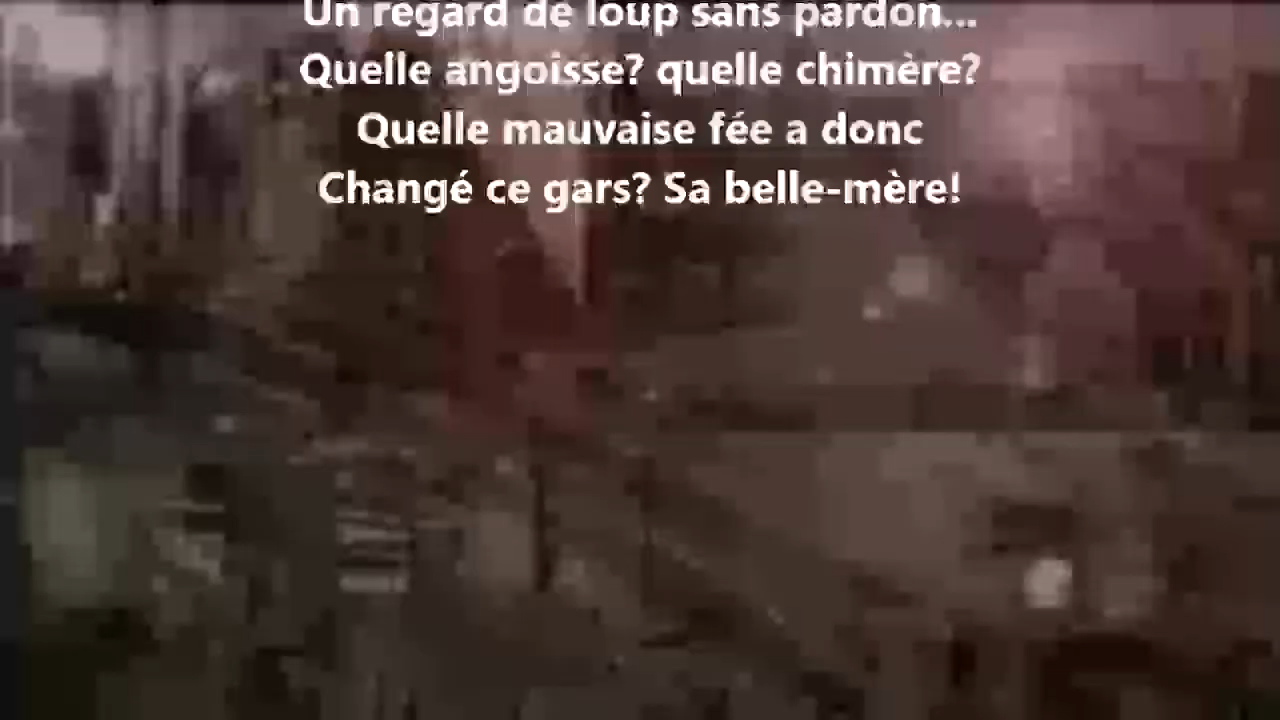 Un regard de loup sans pardon...
Quelle angoisse? quelle chimère?
Quelle mauvaise fée a donc
Changé ce gars? Sa belle-mère!